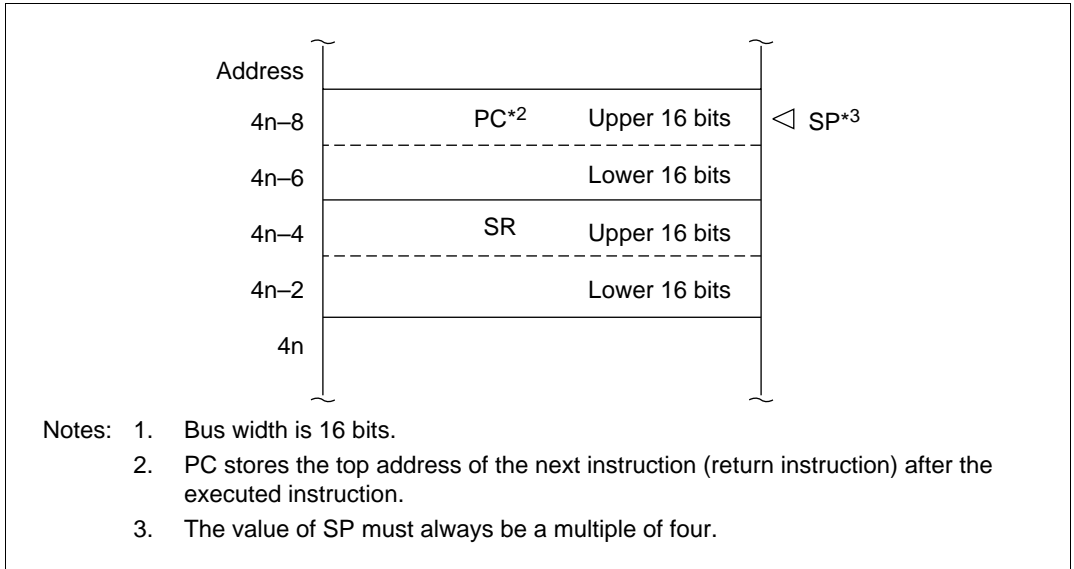 Address
4n–8 PC*2 Upper 16 bits SP*3
4n–6 Lower 16 bits
4n–4 SR Upper 16 bits
4n–2 Lower 16 bits
4n
Notes: 1. Bus width is 16 bits.
2. PC stores the top address of the next instruction (return instruction) after the
executed instruction.
3. The value of SP must always be a multiple of four.